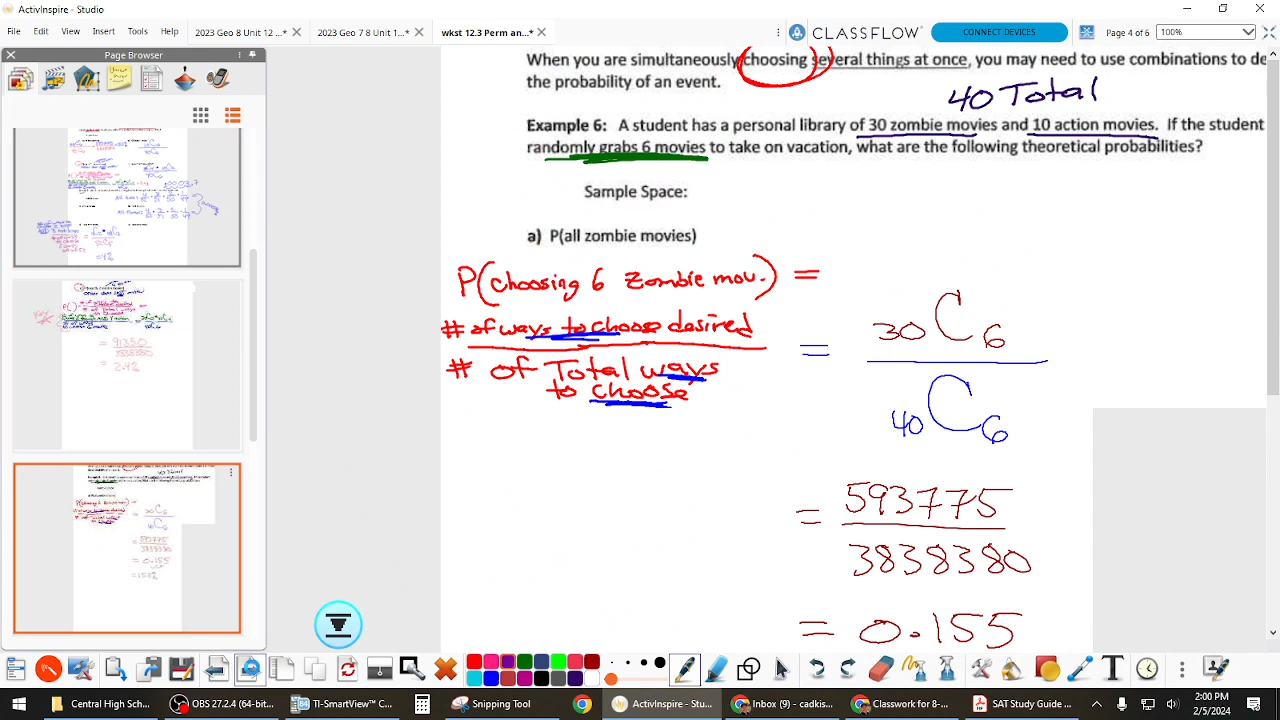 ActivInspire - Studio
File Edit View Insert Tools Help
2023 Geo Unit 12 ...
2023 Geo 7 8 Unit 1...
wkst 12.3 Perm an...
CLASSFLOW
CONNECT DEVICES
Page 4 of 6
100%
Page Browser
When you are simultaneously choosing several things at once, you may need to use combinations to de
the probability of an event.
40 Total
Example 6: A student has a personal library of 30 zombie movies and 10 action movies. If the student
randomly grabs 6 movies to take on vacation, what are the following theoretical probabilities?
Sample Space:
a) P(all zombie movies)
P(choosing 6 Zombie mov.) =
# of ways to choose desired
# of Total ways
to choose
= 30C6
40C6
= 593775
3838380
= 0.155
Central High School...
OBS 27.2.4 (64-bit...
TI-SmartView™ C...
Snipping Tool
ActivInspire - Stud...
Inbox - cadkis...
Classwork for 8-...
SAT Study Guide ...
2:00 PM
2/5/2024